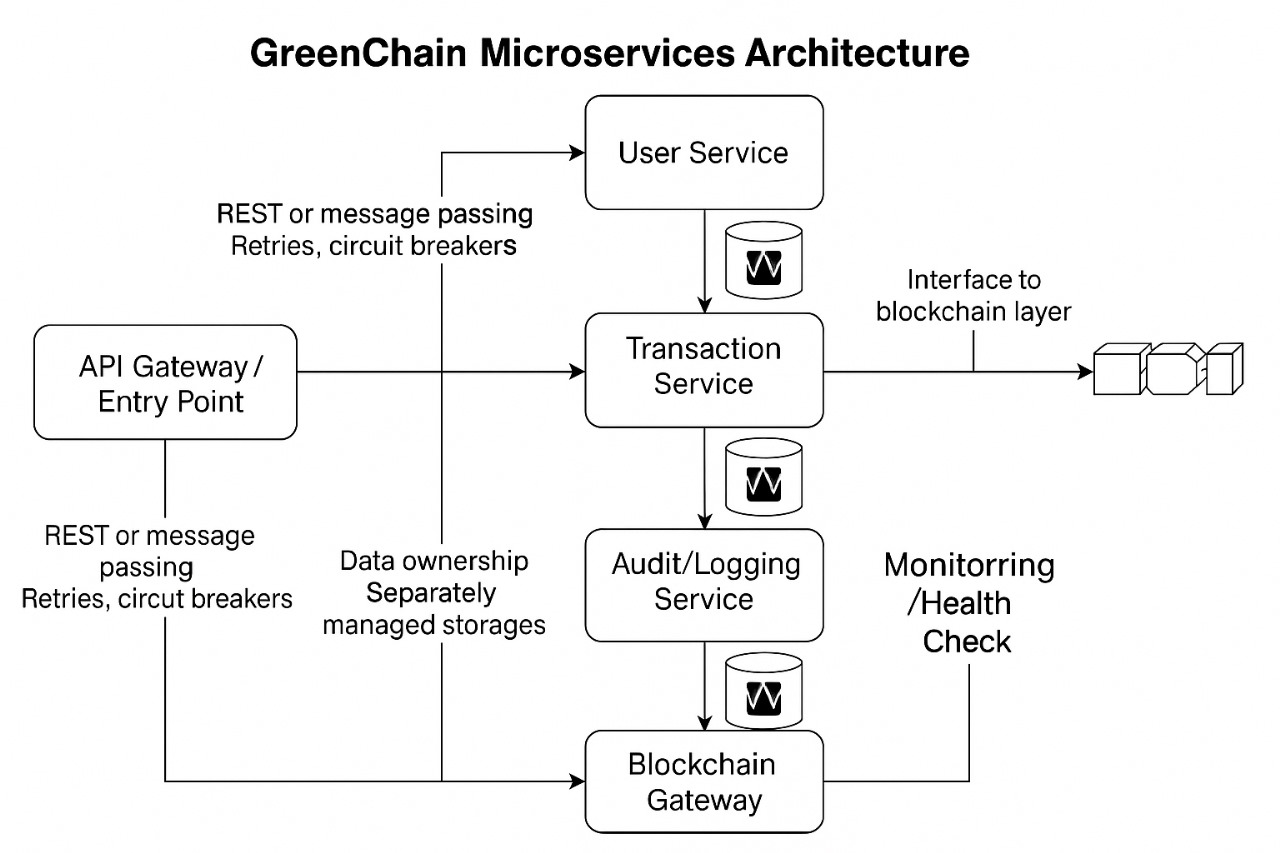 GreenChain Microservices Architecture
User Service
REST or message passing
Retries, circuit breakers
Interface to
blockchain layer
API Gateway /
Entry Point
Transaction
Service
REST or message
passing
Retries, circut breakers
Data ownership
Separately
managed storages
Audit/Logging
Service
Monitorring
/Health
Check
Blockchain
Gateway